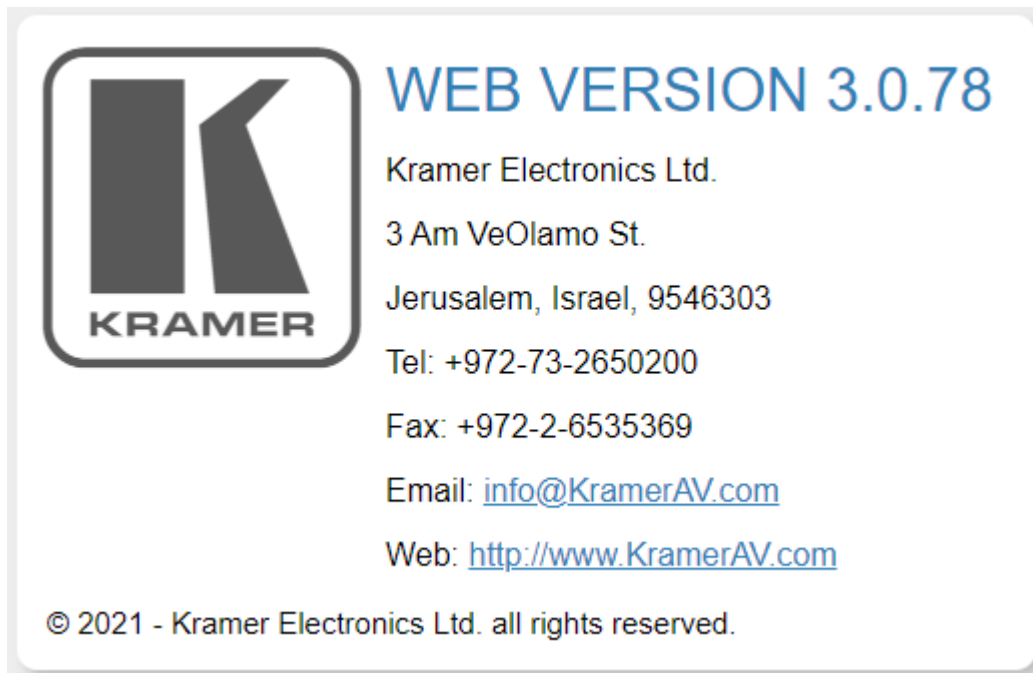 KRAMER
WEB VERSION 3.0.78
Kramer Electronics Ltd.
3 Am VeOlamo St.
Jerusalem, Israel, 9546303
Tel: +972-73-2650200
Fax: +972-2-6535369
Email: info@KramerAV.com
Web: http://www.KramerAV.com
© 2021 - Kramer Electronics Ltd. all rights reserved.